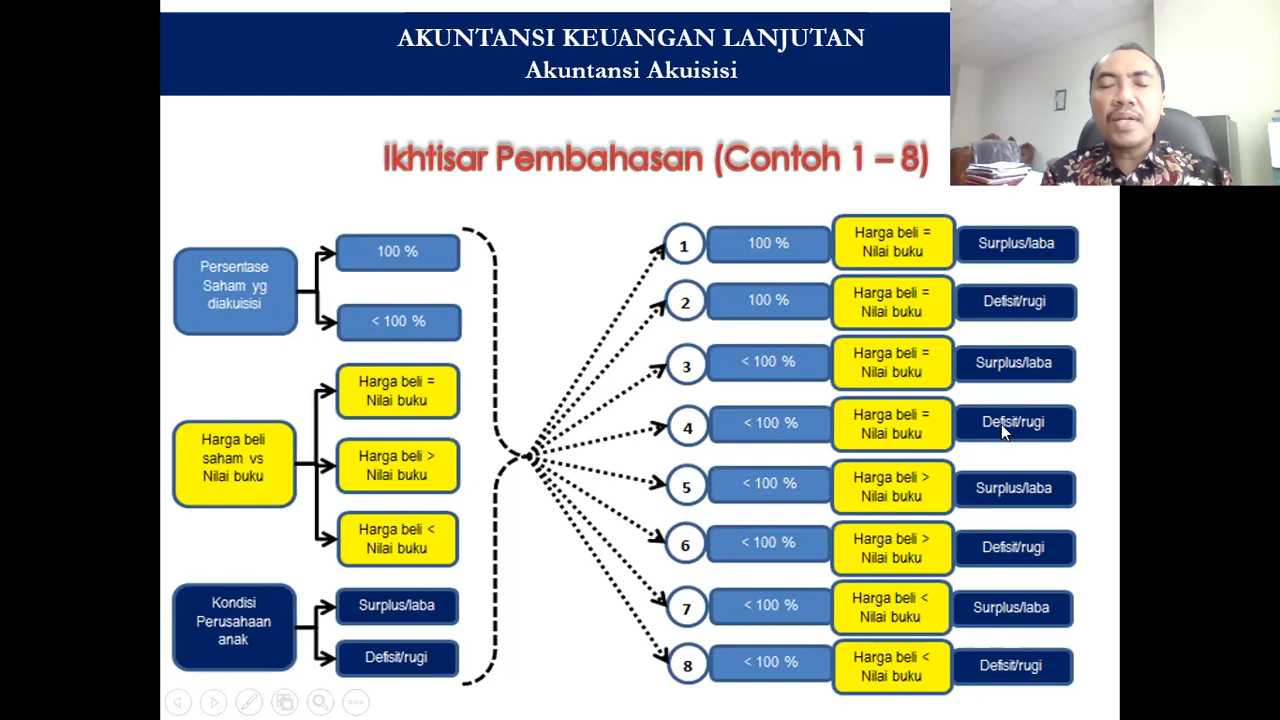 AKUNTANSI KEUANGAN LANJUTAN
Akuntansi Akuisisi
Ikhtisar Pembahasan (Contoh 1 – 8)
Persentase
Saham yg
diakuisisi
100 %
< 100 %
Harga beli
saham vs
Nilai buku
Harga beli =
Nilai buku
Harga beli >
Nilai buku
Harga beli <
Nilai buku
Kondisi
Perusahaan
anak
Surplus/laba
Defisit/rugi
1
100 %
Harga beli =
Nilai buku
Surplus/laba
2
100 %
Harga beli =
Nilai buku
Defisit/rugi
3
< 100 %
Harga beli =
Nilai buku
Surplus/laba
4
< 100 %
Harga beli =
Nilai buku
Defisit/rugi
5
< 100 %
Harga beli >
Nilai buku
Surplus/laba
6
< 100 %
Harga beli >
Nilai buku
Defisit/rugi
7
< 100 %
Harga beli <
Nilai buku
Surplus/laba
8
< 100 %
Harga beli <
Nilai buku
Defisit/rugi